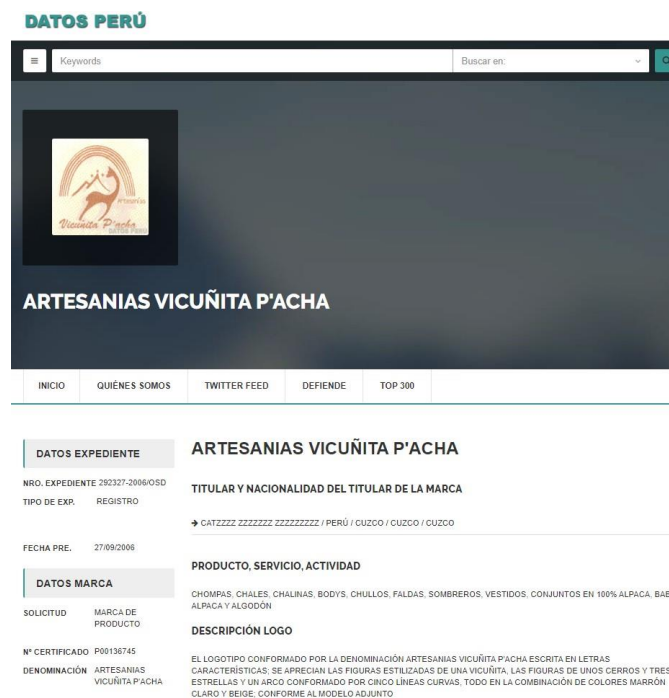 DATOS PERÚ
Keywords
Buscar en:
Artesanías
Vicuñita P'acha
DATOS PERÚ
ARTESANIAS VICUÑITA P'ACHA
INICIO
QUIÉNES SOMOS
TWITTER FEED
DEFIENDE
TOP 300
DATOS EXPEDIENTE
NRO. EXPEDIENTE 292327-2006/OSD
TIPO DE EXP. REGISTRO
FECHA PRE. 27/09/2006
DATOS MARCA
SOLICITUD MARCA DE
PRODUCTO
Nº CERTIFICADO P00136745
DENOMINACIÓN ARTESANIAS
VICUÑITA P'ACHA
ARTESANIAS VICUÑITA P'ACHA
TITULAR Y NACIONALIDAD DEL TITULAR DE LA MARCA
CATZZZZ ZZZZZZZ ZZZZZZZZZ / PERÚ / CUZCO / CUZCO / CUZCO
PRODUCTO, SERVICIO, ACTIVIDAD
CHOMPAS, CHALES, CHALINAS, BODYS, CHULLOS, FALDAS, SOMBREROS, VESTIDOS, CONJUNTOS EN 100% ALPACA,
ALPACA Y ALGODÓN
DESCRIPCIÓN LOGO
EL LOGOTIPO CONFORMADO POR LA DENOMINACIÓN ARTESANIAS VICUÑITA P'ACHA ESCRITA EN LETRAS
CARACTERÍSTICAS; SE APRECIAN LAS FIGURAS ESTILIZADAS DE UNA VICUÑITA, LAS FIGURAS DE UNOS CERROS Y TRES
ESTRELLAS Y UN ARCO CONFORMADO POR CINCO LÍNEAS CURVAS, TODO EN LA COMBINACIÓN DE COLORES MARRÓN
CLARO Y BEIGE; CONFORME AL MODELO ADJUNTO